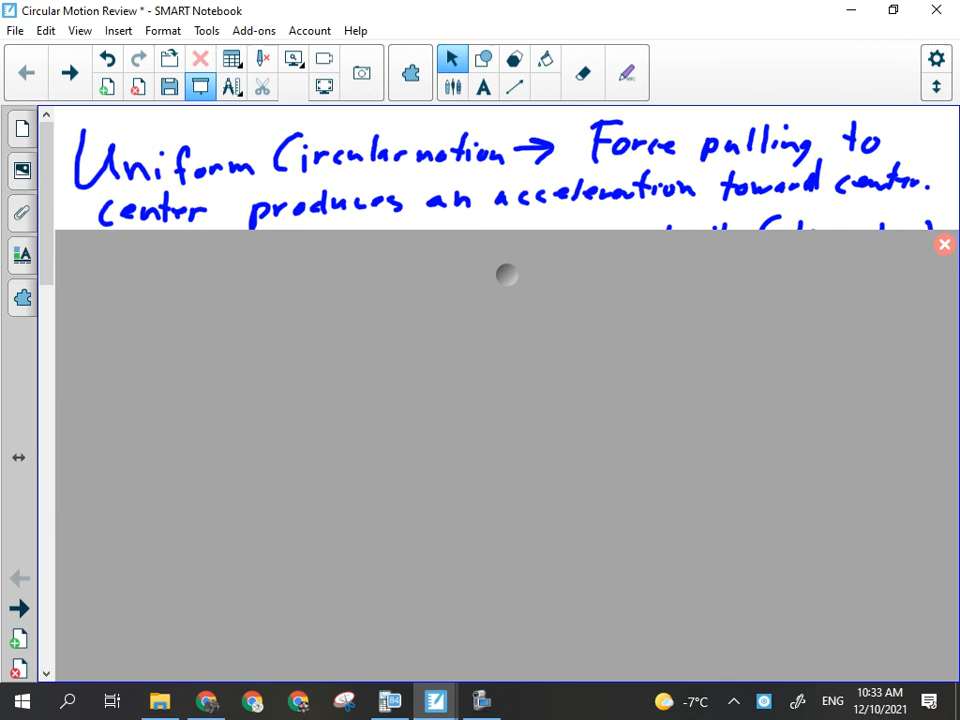 Circular Motion Review * - SMART Notebook
File Edit View Insert Format Tools Add-ons Account Help
Uniform Circular motion → Force pulling to
center produces an acceleration toward center.
-7°C ENG 10:33 AM
12/10/2021